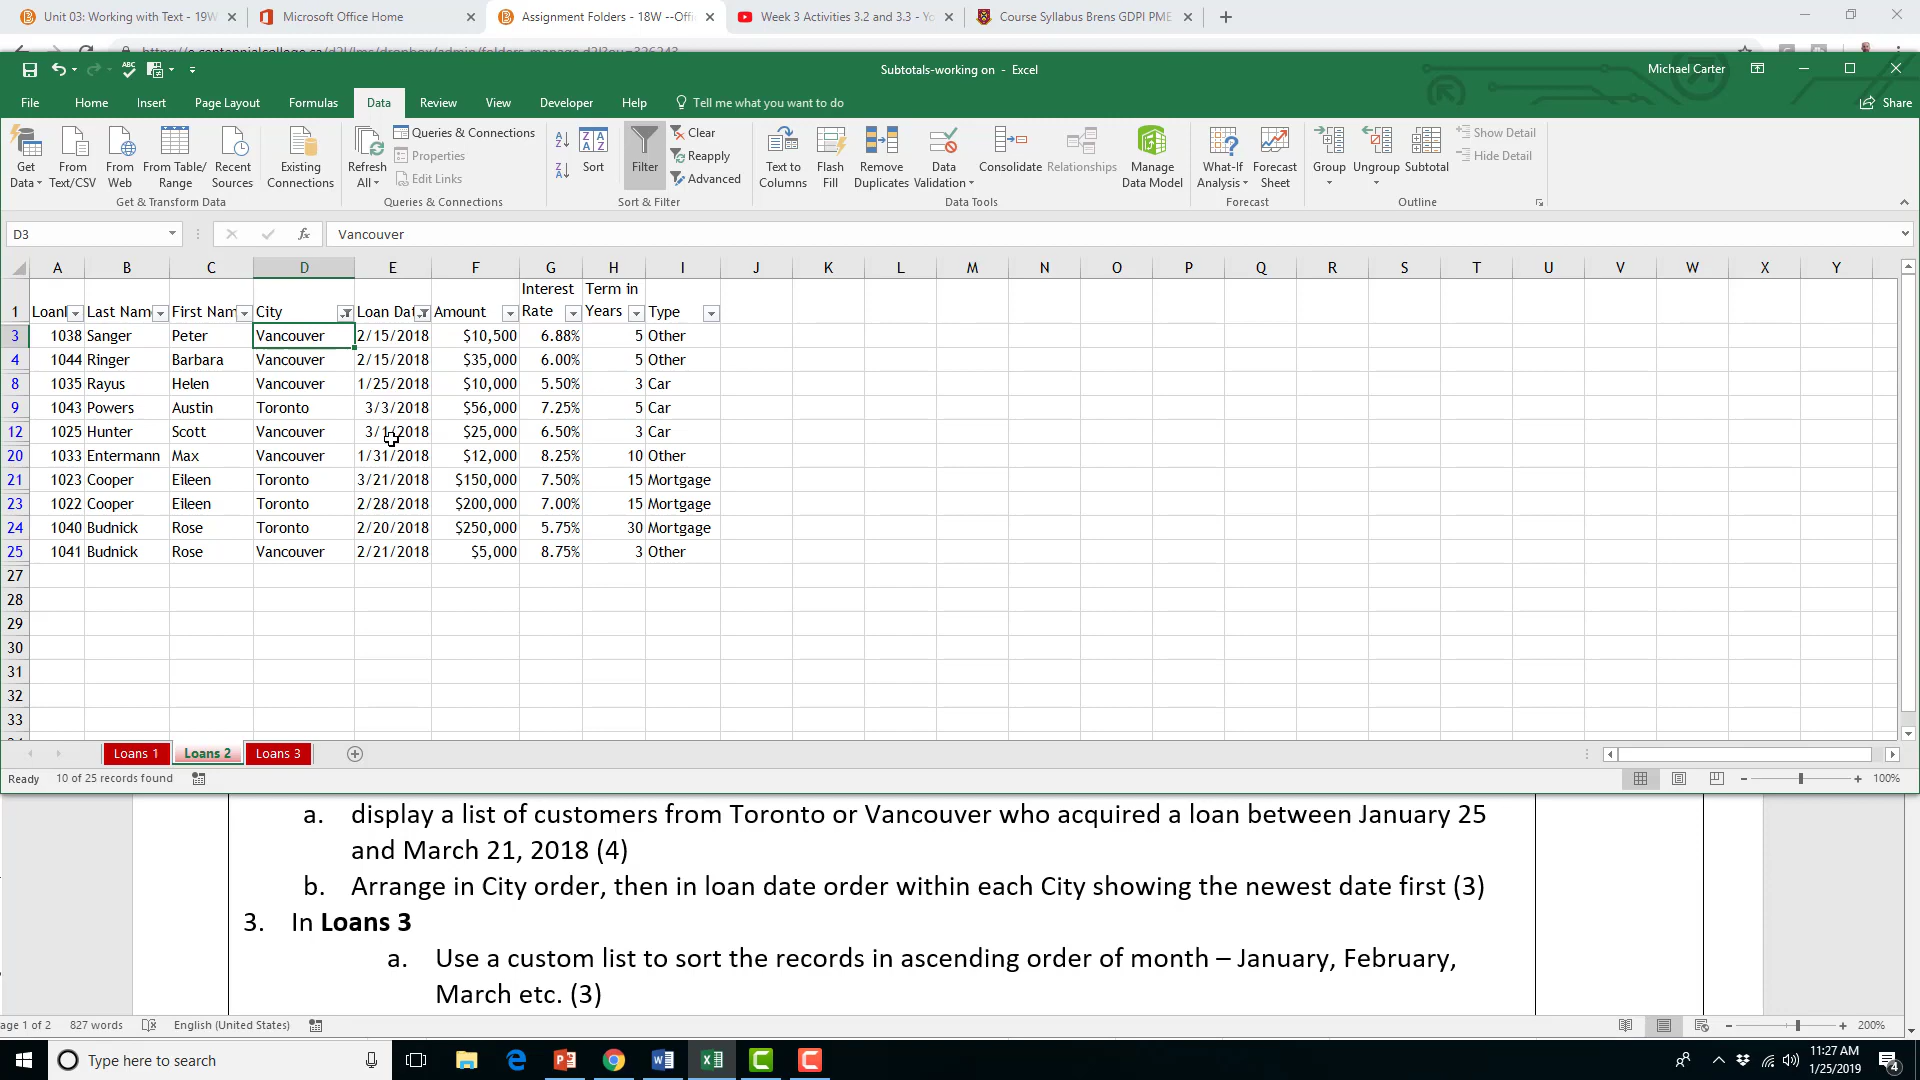 Unit 03: Working with Text - 19W
Microsoft Office Home
Assignment Folders - 18W --Offi
Week 3 Activities 3.2 and 3.3 - Yo
Course Syllabus Brens GDPI PME
Subtotals-working on - Excel
Michael Carter
File Home Insert Page Layout Formulas Data Review View Developer Help Tell me what you want to do Share
Get Data
From Text/CSV
From Web
From Table/ Range
Recent Sources
Existing Connections
Get & Transform Data
Refresh All
Queries & Connections
Properties
Edit Links
Queries & Connections
Sort
Filter
Clear
Reapply
Advanced
Sort & Filter
Text to Columns
Flash Fill
Remove Duplicates
Data Validation
Consolidate
Relationships
Manage Data Model
Data Tools
What-If Analysis
Forecast Sheet
Forecast
Group
Ungroup
Subtotal
Show Detail
Hide Detail
Outline
D3 fx Vancouver
A B C D E F G H I J K L M N O P Q R S T U V W X Y
1 LoanI Last Nam First Nam City Loan Dat Amount Interest Rate Term in Years Type
3 1038 Sanger Peter Vancouver 2/15/2018 $10,500 6.88% 5 Other
4 1044 Ringer Barbara Vancouver 2/15/2018 $35,000 6.00% 5 Other
8 1035 Rayus Helen Vancouver 1/25/2018 $10,000 5.50% 3 Car
9 1043 Powers Austin Toronto 3/3/2018 $56,000 7.25% 5 Car
12 1025 Hunter Scott Vancouver 3/1/2018 $25,000 6.50% 3 Car
20 1033 Entermann Max Vancouver 1/31/2018 $12,000 8.25% 10 Other
21 1023 Cooper Eileen Toronto 3/21/2018 $150,000 7.50% 15 Mortgage
23 1022 Cooper Eileen Toronto 2/28/2018 $200,000 7.00% 15 Mortgage
24 1040 Budnick Rose Toronto 2/20/2018 $250,000 5.75% 30 Mortgage
25 1041 Budnick Rose Vancouver 2/21/2018 $5,000 8.75% 3 Other
27
28
29
30
31
32
33
Loans 1 Loans 2 Loans 3
Ready 10 of 25 records found 100%
a. display a list of customers from Toronto or Vancouver who acquired a loan between January 25
and March 21, 2018 (4)
b. Arrange in City order, then in loan date order within each City showing the newest date first (3)
3. In Loans 3
a. Use a custom list to sort the records in ascending order of month – January, February,
March etc. (3)
age 1 of 2 827 words English (United States) 200%
Type here to search
11:27 AM
1/25/2019
4